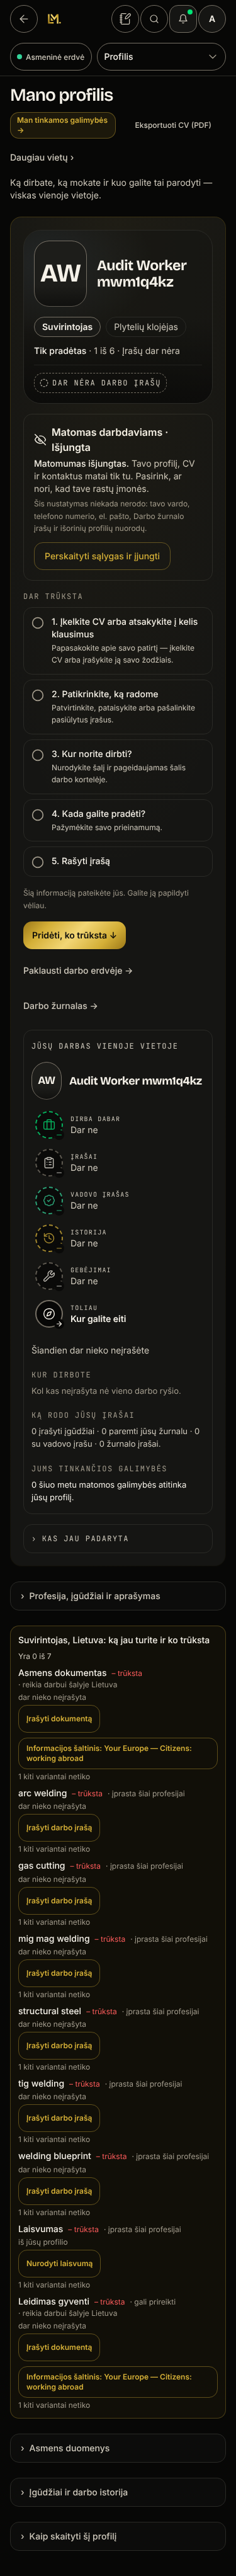 LM
A
Asmeninė erdvė
Profilis
Mano profilis
Mano tinkamos galimybės
→
Eksportuoti CV (PDF)
Daugiau vietų ›
Ką dirbate, ką mokate ir kuo galite tai parodyti —
viskas vienoje vietoje.
AW
Audit Worker
mwm1q4kz
Suvirintojas
Plytelių klojėjas
Tik pradėtas · 1 iš 6 · Įrašų dar nėra
DAR NĖRA DARBO ĮRAŠŲ
Matomas darbdaviams ·
Išjungta
Matomumas išjungtas. Tavo profilį, CV
ir kontaktus matai tik tu. Pasirink, ar
nori, kad tave rastų įmonės.
Šis nustatymas niekada nerodo: tavo vardo,
telefono numerio, el. pašto, Darbo žurnalo
įrašų ir išorinių profilių nuorodų.
Perskaityti sąlygas ir įjungti
DAR TRŪKSTA
1. Įkelkite CV arba atsakykite į kelis
klausimus
Papasakokite apie savo patirtį — įkelkite
CV arba įrašykite ją savo žodžiais.
2. Patikrinkite, ką radome
Patvirtinkite, pataisykite arba pašalinkite
pasiūlytus įrašus.
3. Kur norite dirbti?
Nurodykite šalį ir pageidaujamas šalis
darbo kortelėje.
4. Kada galite pradėti?
Pažymėkite savo prieinamumą.
5. Rašyti įrašą
Šią informaciją pateikėte jūs. Galite ją papildyti
vėliau.
Pridėti, ko trūksta ↓
Paklausti darbo erdvėje →
Darbo žurnalas →
JŪSŲ DARBAS VIENOJE VIETOJE
AW
Audit Worker mwm1q4kz
DIRBA DABAR
Dar ne
ĮRAŠAI
Dar ne
VADOVO ĮRAŠAS
Dar ne
ISTORIJA
Dar ne
GEBĖJIMAI
Dar ne
TOLIAU
Kur galite eiti
Šiandien dar nieko neįrašėte
KUR DIRBOTE
Kol kas neįrašyta nė vieno darbo ryšio.
KĄ RODO JŪSŲ ĮRAŠAI
0 įrašyti įgūdžiai · 0 paremti jūsų žurnalu · 0
su vadovo įrašu · 0 žurnalo įrašai.
JUMS TINKANČIOS GALIMYBĖS
0 šiuo metu matomos galimybės atitinka
jūsų profilį.
› KAS JAU PADARYTA
› Profesija, įgūdžiai ir aprašymas
Suvirintojas, Lietuva: ką jau turite ir ko trūksta
Yra 0 iš 7
Asmens dokumentas – trūksta
· reikia darbui šalyje Lietuva
dar nieko neįrašyta
Įrašyti dokumentą
Informacijos šaltinis: Your Europe — Citizens:
working abroad
1 kiti variantai netiko
arc welding – trūksta · įprasta šiai profesijai
dar nieko neįrašyta
Įrašyti darbo įrašą
1 kiti variantai netiko
gas cutting – trūksta · įprasta šiai profesijai
dar nieko neįrašyta
Įrašyti darbo įrašą
1 kiti variantai netiko
mig mag welding – trūksta · įprasta šiai profesijai
dar nieko neįrašyta
Įrašyti darbo įrašą
1 kiti variantai netiko
structural steel – trūksta · įprasta šiai profesijai
dar nieko neįrašyta
Įrašyti darbo įrašą
1 kiti variantai netiko
tig welding – trūksta · įprasta šiai profesijai
dar nieko neįrašyta
Įrašyti darbo įrašą
1 kiti variantai netiko
welding blueprint – trūksta · įprasta šiai profesijai
dar nieko neįrašyta
Įrašyti darbo įrašą
1 kiti variantai netiko
Laisvumas – trūksta · įprasta šiai profesijai
iš jūsų profilio
Nurodyti laisvumą
1 kiti variantai netiko
Leidimas gyventi – trūksta · gali prireikti
· reikia darbui šalyje Lietuva
dar nieko neįrašyta
Įrašyti dokumentą
Informacijos šaltinis: Your Europe — Citizens:
working abroad
1 kiti variantai netiko
› Asmens duomenys
› Įgūdžiai ir darbo istorija
› Kaip skaityti šį profilį